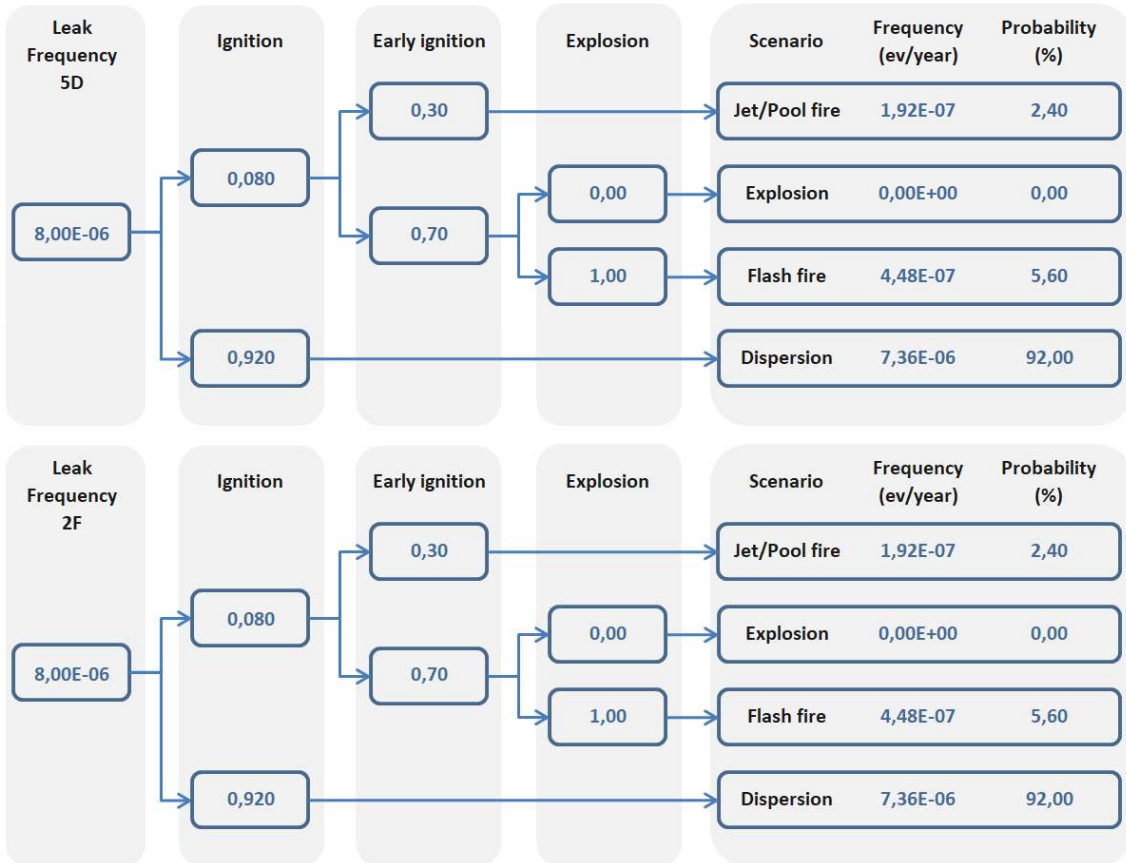 Leak
Frequency
5D
Ignition
Early ignition
Explosion
Scenario
Frequency
(ev/year)
Probability
(%)
0,30
Jet/Pool fire 1,92E-07 2,40
0,080
0,00
Explosion 0,00E+00 0,00
8,00E-06
0,70
1,00
Flash fire 4,48E-07 5,60
0,920
Dispersion 7,36E-06 92,00
Leak
Frequency
2F
Ignition
Early ignition
Explosion
Scenario
Frequency
(ev/year)
Probability
(%)
0,30
Jet/Pool fire 1,92E-07 2,40
0,080
0,00
Explosion 0,00E+00 0,00
8,00E-06
0,70
1,00
Flash fire 4,48E-07 5,60
0,920
Dispersion 7,36E-06 92,00